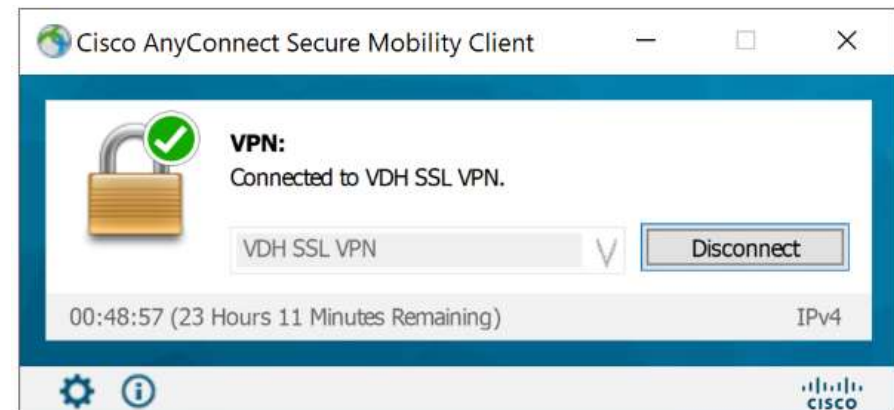 Cisco AnyConnect Secure Mobility Client
VPN:
Connected to VDH SSL VPN.
VDH SSL VPN
Disconnect
00:48:57 (23 Hours 11 Minutes Remaining) IPv4
CISCO